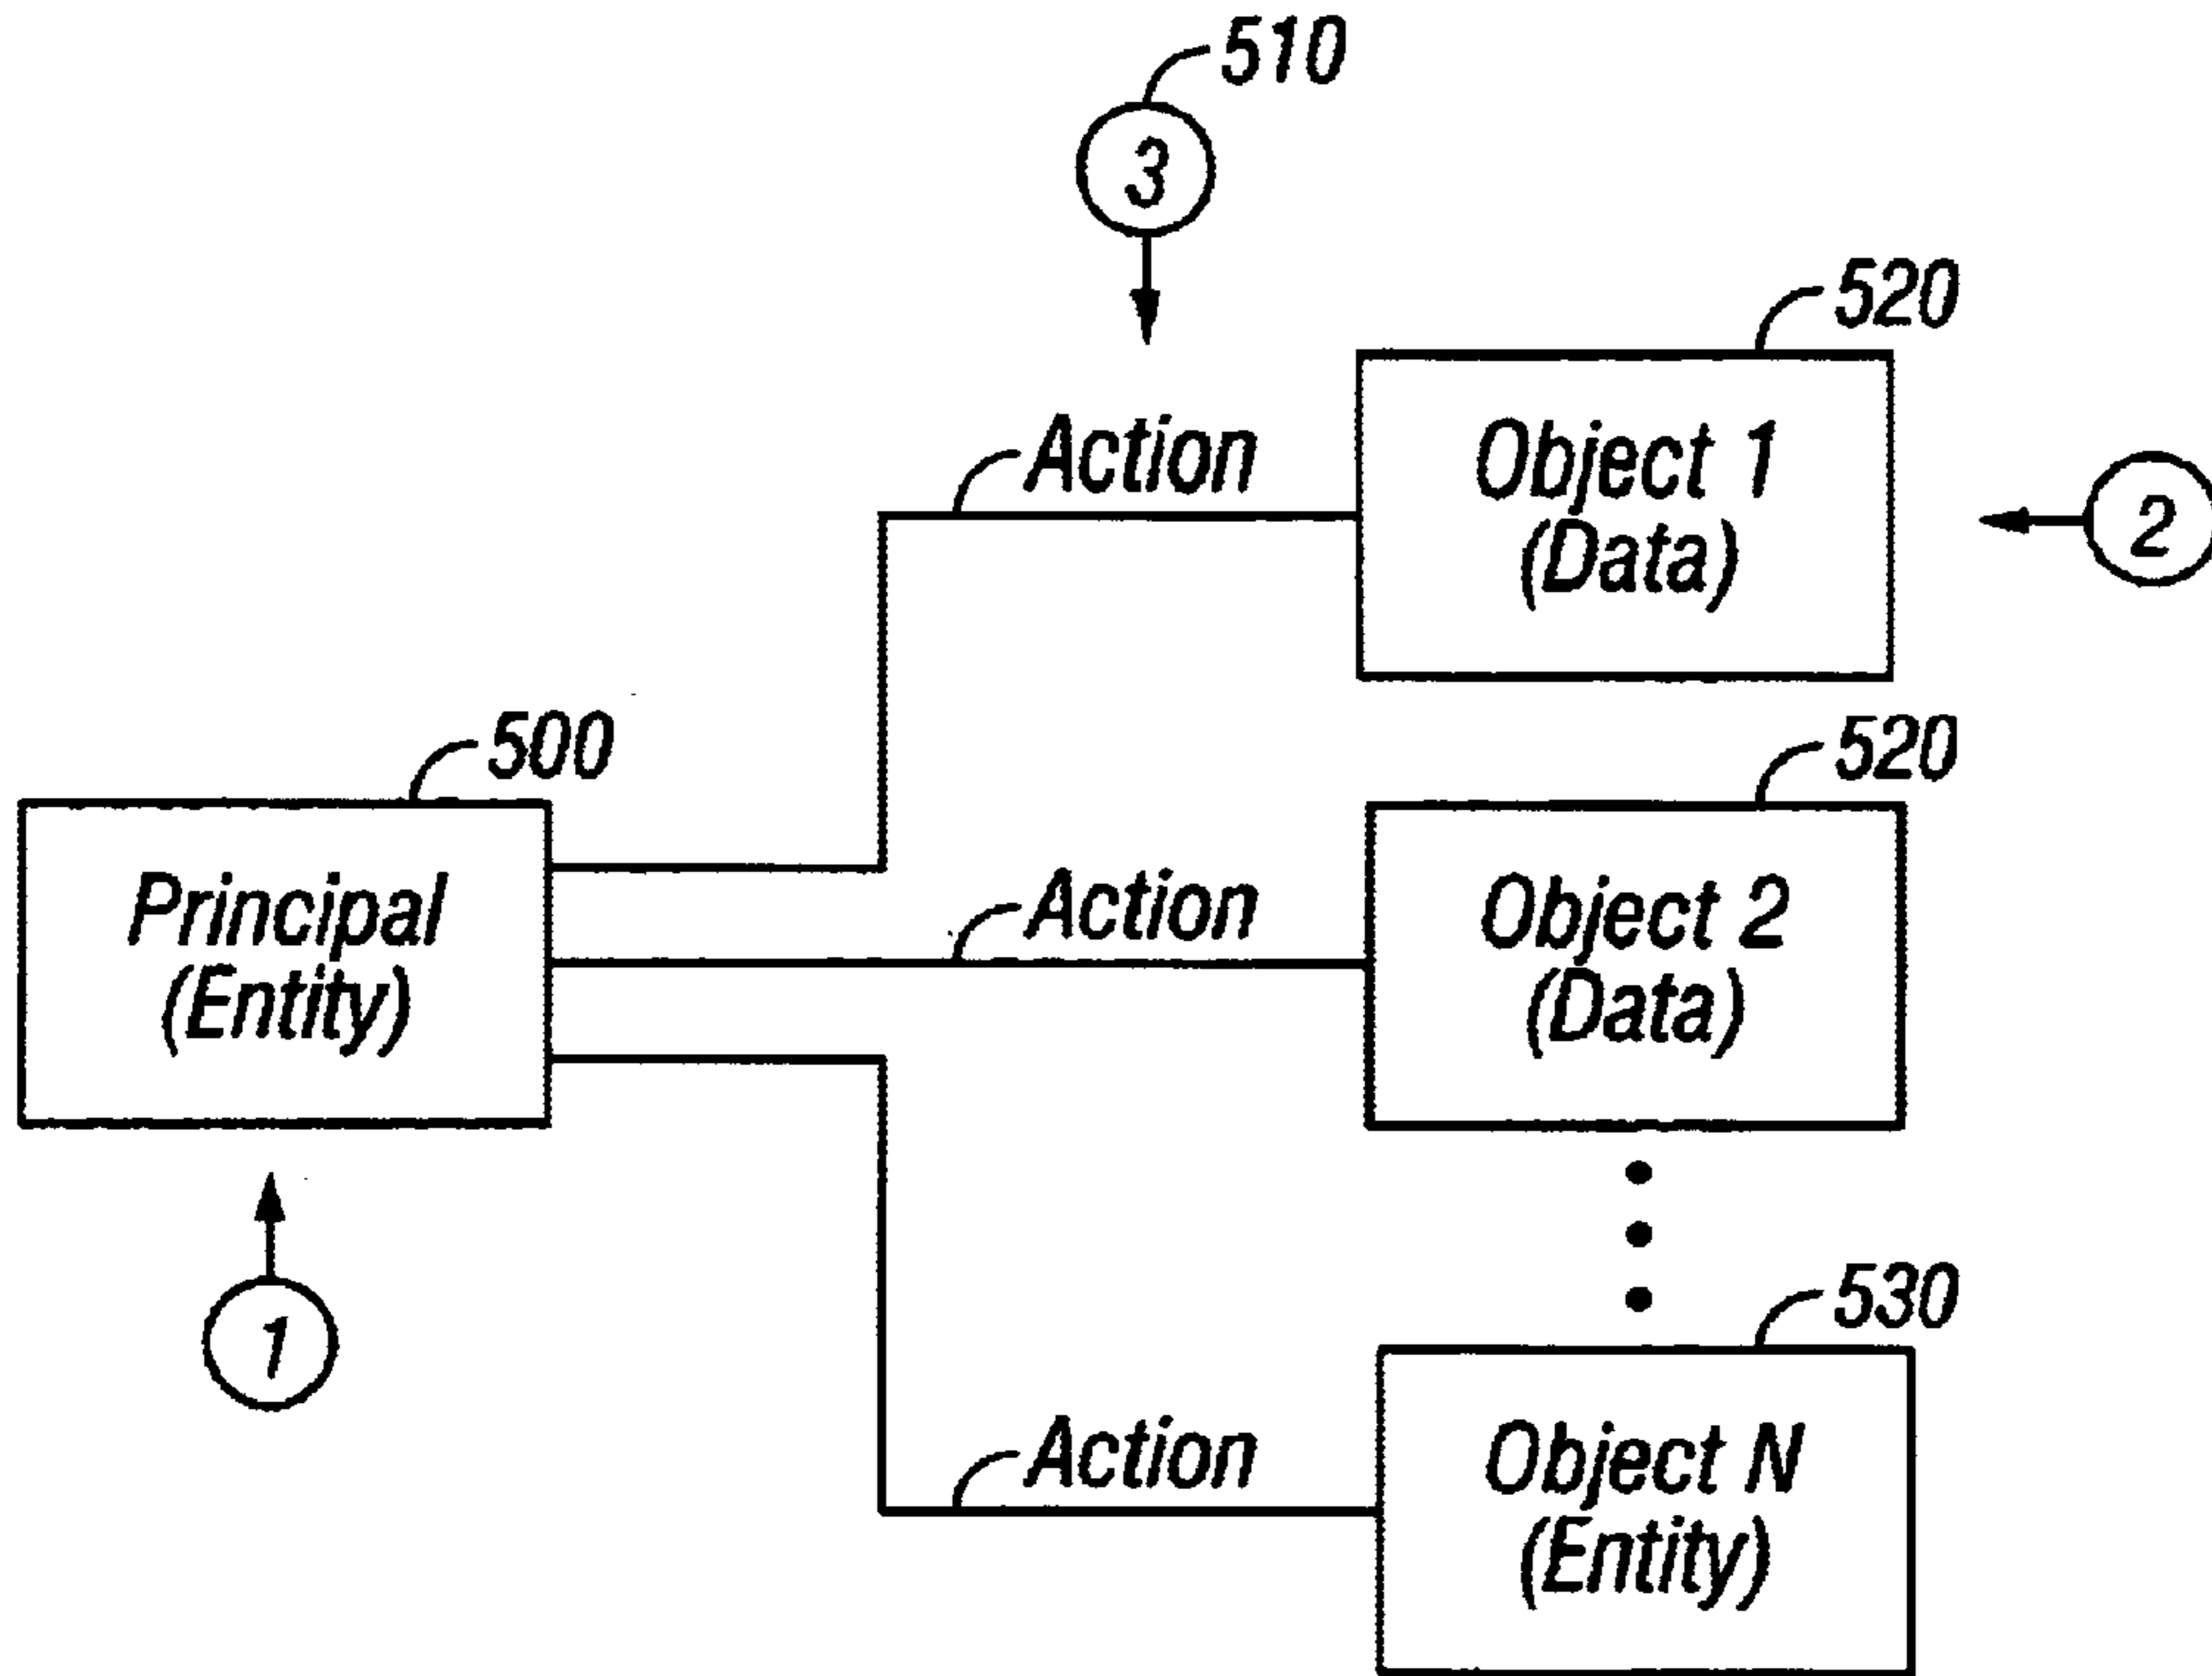 510
3
520
Action
Object 1
(Data)
2
500
520
Principal
(Entity)
Action
Object 2
(Data)
1
530
Action
Object N
(Entity)